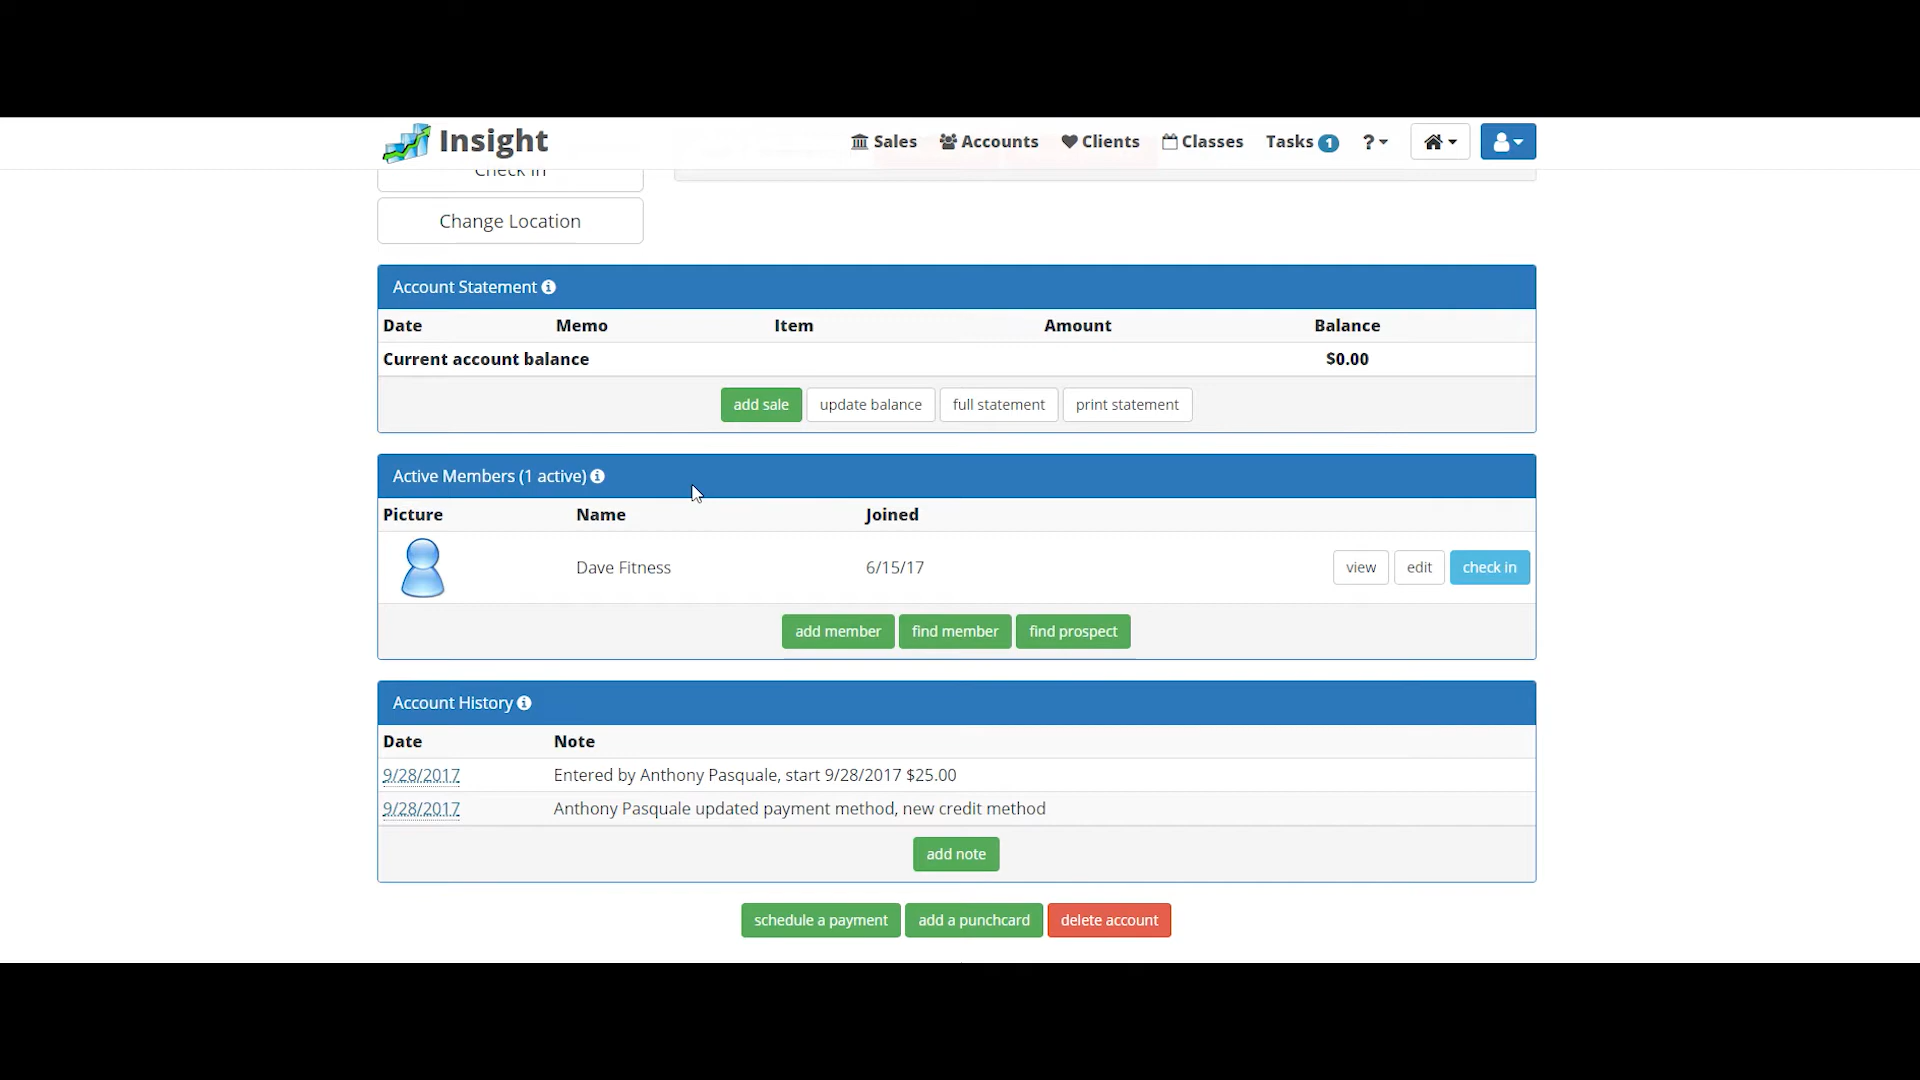 Insight Sales Accounts Clients Classes Tasks 1 ?
Check In
Change Location
Account Statement
Date Memo Item Amount Balance
Current account balance $0.00
add sale update balance full statement print statement
Active Members (1 active)
Picture Name Joined
Dave Fitness 6/15/17 view edit check in
add member find member find prospect
Account History
Date Note
9/28/2017 Entered by Anthony Pasquale, start 9/28/2017 $25.00
9/28/2017 Anthony Pasquale updated payment method, new credit method
add note
schedule a payment add a punchcard delete account